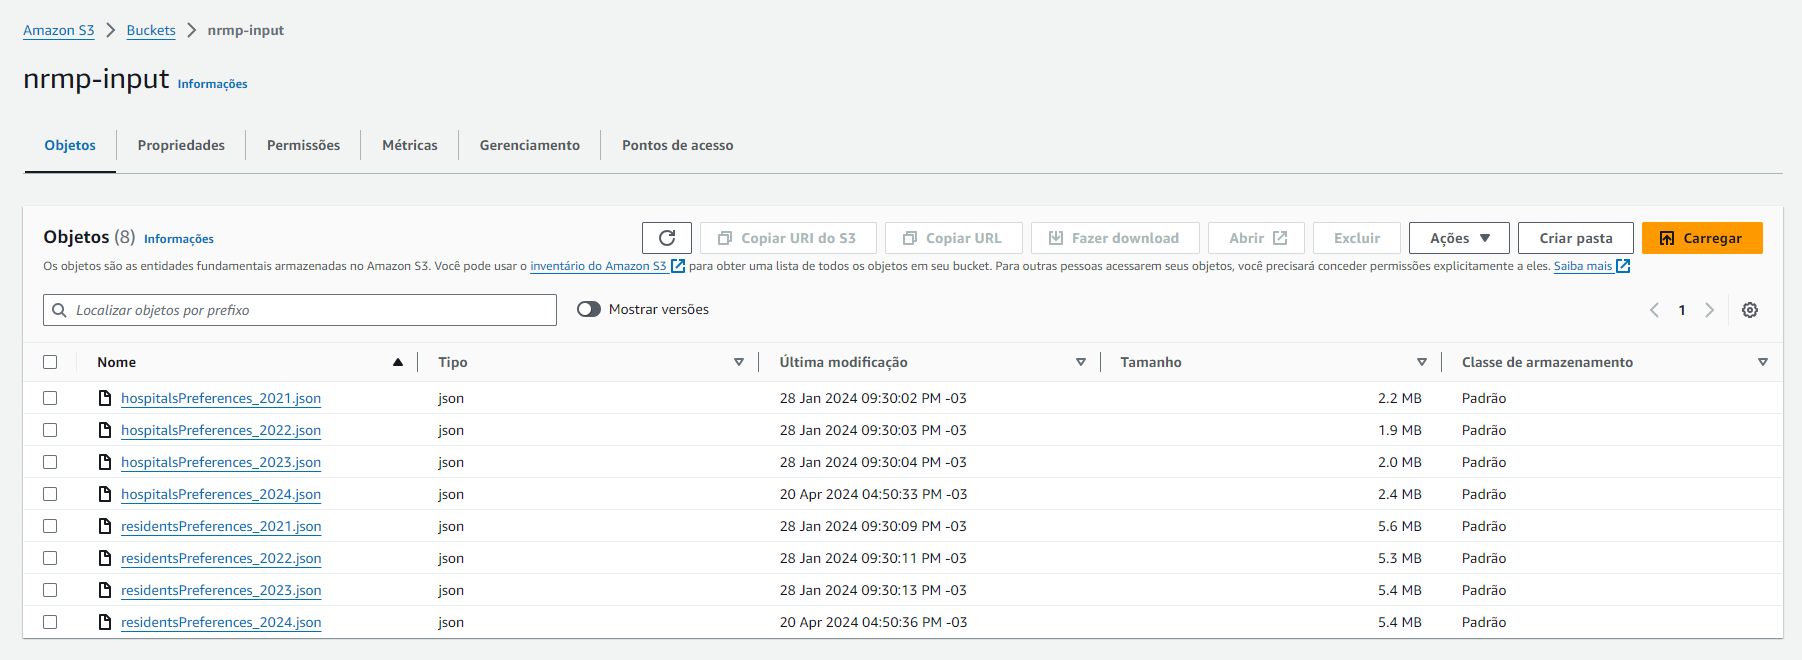 Amazon S3 > Buckets > nrmp-input
nrmp-input Informações
Objetos Propriedades Permissões Métricas Gerenciamento Pontos de acesso
Objetos (8) Informações Copiar URI do S3 Copiar URL Fazer download Abrir Excluir Ações Criar pasta Carregar
Os objetos são as entidades fundamentais armazenadas no Amazon S3. Você pode usar o inventário do Amazon S3 para obter uma lista de todos os objetos em seu bucket. Para outras pessoas acessarem seus objetos, você precisará conceder permissões explicitamente a eles. Saiba mais
Localizar objetos por prefixo Mostrar versões 1
Nome Tipo Última modificação Tamanho Classe de armazenamento
hospitalsPreferences_2021.json json 28 Jan 2024 09:30:02 PM -03 2.2 MB Padrão
hospitalsPreferences_2022.json json 28 Jan 2024 09:30:03 PM -03 1.9 MB Padrão
hospitalsPreferences_2023.json json 28 Jan 2024 09:30:04 PM -03 2.0 MB Padrão
hospitalsPreferences_2024.json json 20 Apr 2024 04:50:33 PM -03 2.4 MB Padrão
residentsPreferences_2021.json json 28 Jan 2024 09:30:09 PM -03 5.6 MB Padrão
residentsPreferences_2022.json json 28 Jan 2024 09:30:11 PM -03 5.3 MB Padrão
residentsPreferences_2023.json json 28 Jan 2024 09:30:13 PM -03 5.4 MB Padrão
residentsPreferences_2024.json json 20 Apr 2024 04:50:36 PM -03 5.4 MB Padrão